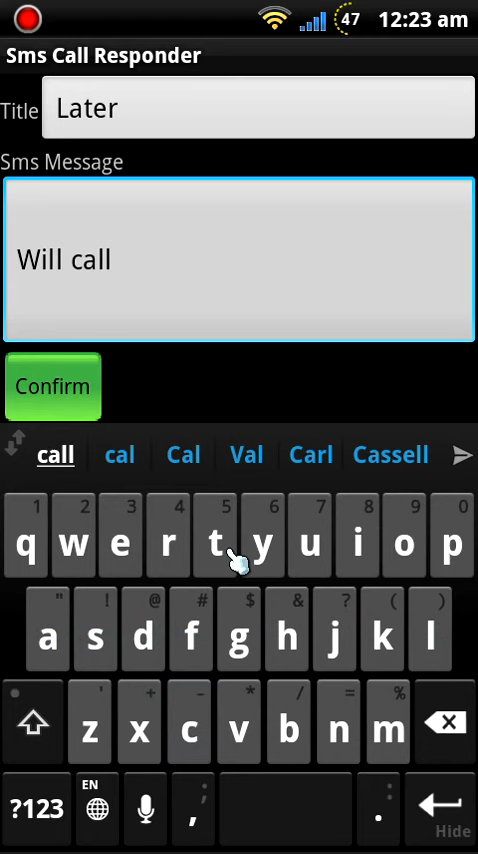 47 12:23 am
Sms Call Responder
Title Later
Sms Message
Will call
Confirm
call cal Cal Val Carl Cassell
1 2 3 4 5 6 7 8 9 0
q w e r t y u i o p
" ! @ # $ & ? ( )
a s d f g h j k l
' + - * / = %
z x c v b n m
EN ; :
?123 , .
Hide